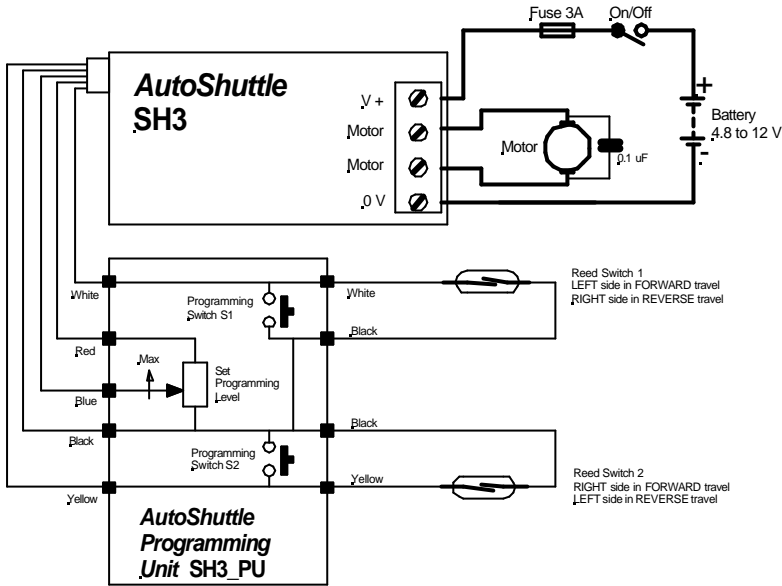 Fuse 3A
On/Off
AutoShuttle
SH3
V +
Motor
Motor
0 V
Motor
0.1 uF
+
Battery
4.8 to 12 V
-
White
Red
Blue
Black
Yellow
Programming
Switch S1
Max
Set
Programming
Level
Programming
Switch S2
White
Black
Black
Yellow
Reed Switch 1
LEFT side in FORWARD travel
RIGHT side in REVERSE travel
Reed Switch 2
RIGHT side in FORWARD travel
LEFT side in REVERSE travel
AutoShuttle
Programming
Unit SH3_PU